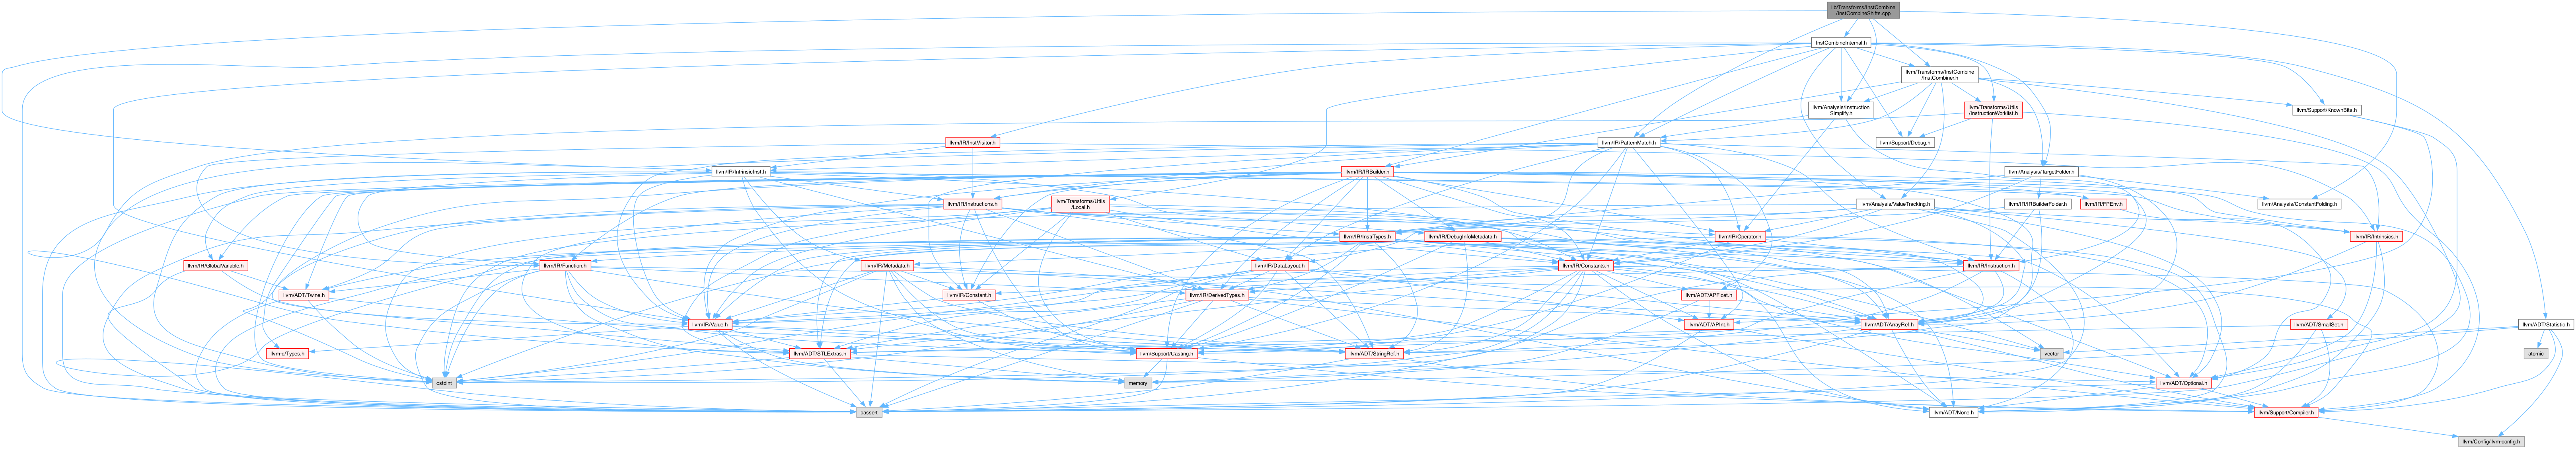 lib/Transforms/InstCombine
/InstCombineShifts.cpp
InstCombineInternal.h
llvm/Transforms/InstCombine
/InstCombiner.h
llvm/Analysis/Instruction
Simplify.h
llvm/Transforms/Utils
/InstructionWorklist.h
llvm/Support/KnownBits.h
llvm/IR/InstVisitor.h
llvm/IR/PatternMatch.h
llvm/Support/Debug.h
llvm/IR/IntrinsicInst.h
llvm/IR/IRBuilder.h
llvm/Analysis/TargetFolder.h
llvm/IR/Instructions.h
llvm/Transforms/Utils
/Local.h
llvm/Analysis/ValueTracking.h
llvm/IR/IRBuilderFolder.h
llvm/IR/FPEnv.h
llvm/Analysis/ConstantFolding.h
llvm/IR/InstrTypes.h
llvm/IR/DebugInfoMetadata.h
llvm/IR/Operator.h
llvm/IR/Intrinsics.h
llvm/IR/GlobalVariable.h
llvm/IR/Function.h
llvm/IR/Metadata.h
llvm/IR/DataLayout.h
llvm/IR/Constants.h
llvm/IR/Instruction.h
llvm/ADT/Twine.h
llvm/IR/Constant.h
llvm/IR/DerivedTypes.h
llvm/ADT/APFloat.h
llvm/IR/Value.h
llvm/ADT/APInt.h
llvm/ADT/ArrayRef.h
llvm/ADT/SmallSet.h
llvm/ADT/Statistic.h
llvm-c/Types.h
llvm/ADT/STLExtras.h
llvm/Support/Casting.h
llvm/ADT/StringRef.h
vector
atomic
cstdint
memory
llvm/ADT/Optional.h
cassert
llvm/ADT/None.h
llvm/Support/Compiler.h
llvm/Config/llvm-config.h